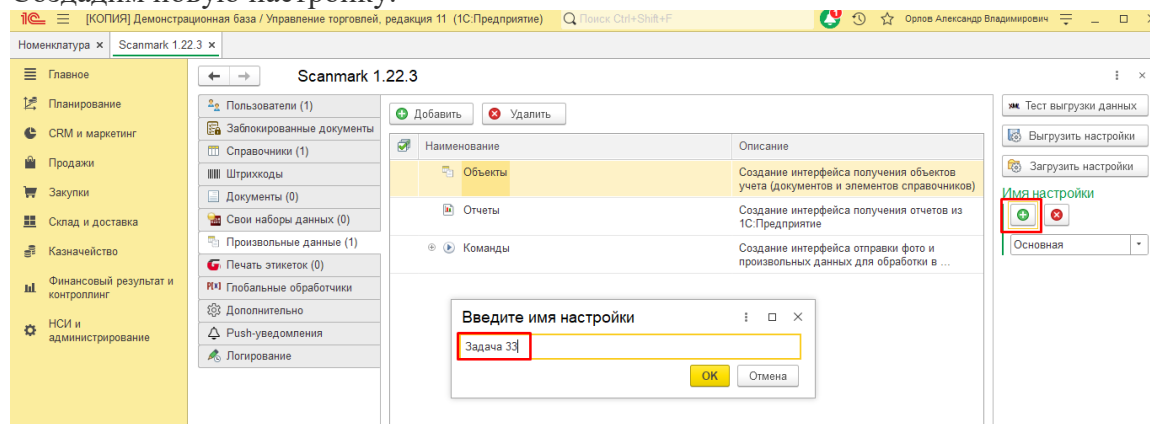 Создадим новую настройку:
1С [КОПИЯ] Демонстрационная база / Управление торговлей, редакция 11 (1С:Предприятие) Поиск Ctrl+Shift+F Орлов Александр Владимирович
Номенклатура × Scanmark 1.22.3 ×
Главное
Планирование
CRM и маркетинг
Продажи
Закупки
Склад и доставка
Казначейство
Финансовый результат и
контроллинг
НСИ и
администрирование
Scanmark 1.22.3
Пользователи (1)
Заблокированные документы
Справочники (1)
Штрихкоды
Документы (0)
Свои наборы данных (0)
Произвольные данные (1)
Печать этикеток (0)
Глобальные обработчики
Дополнительно
Push-уведомления
Логирование
Добавить Удалить
Наименование Описание
Объекты Создание интерфейса получения объектов
учета (документов и элементов справочников)
Отчеты Создание интерфейса получения отчетов из
1С:Предприятие
Команды Создание интерфейса отправки фото и
произвольных данных для обработки в ...
Введите имя настройки
Задача 33
ОК Отмена
Тест выгрузки данных
Выгрузить настройки
Загрузить настройки
Имя настройки
Основная